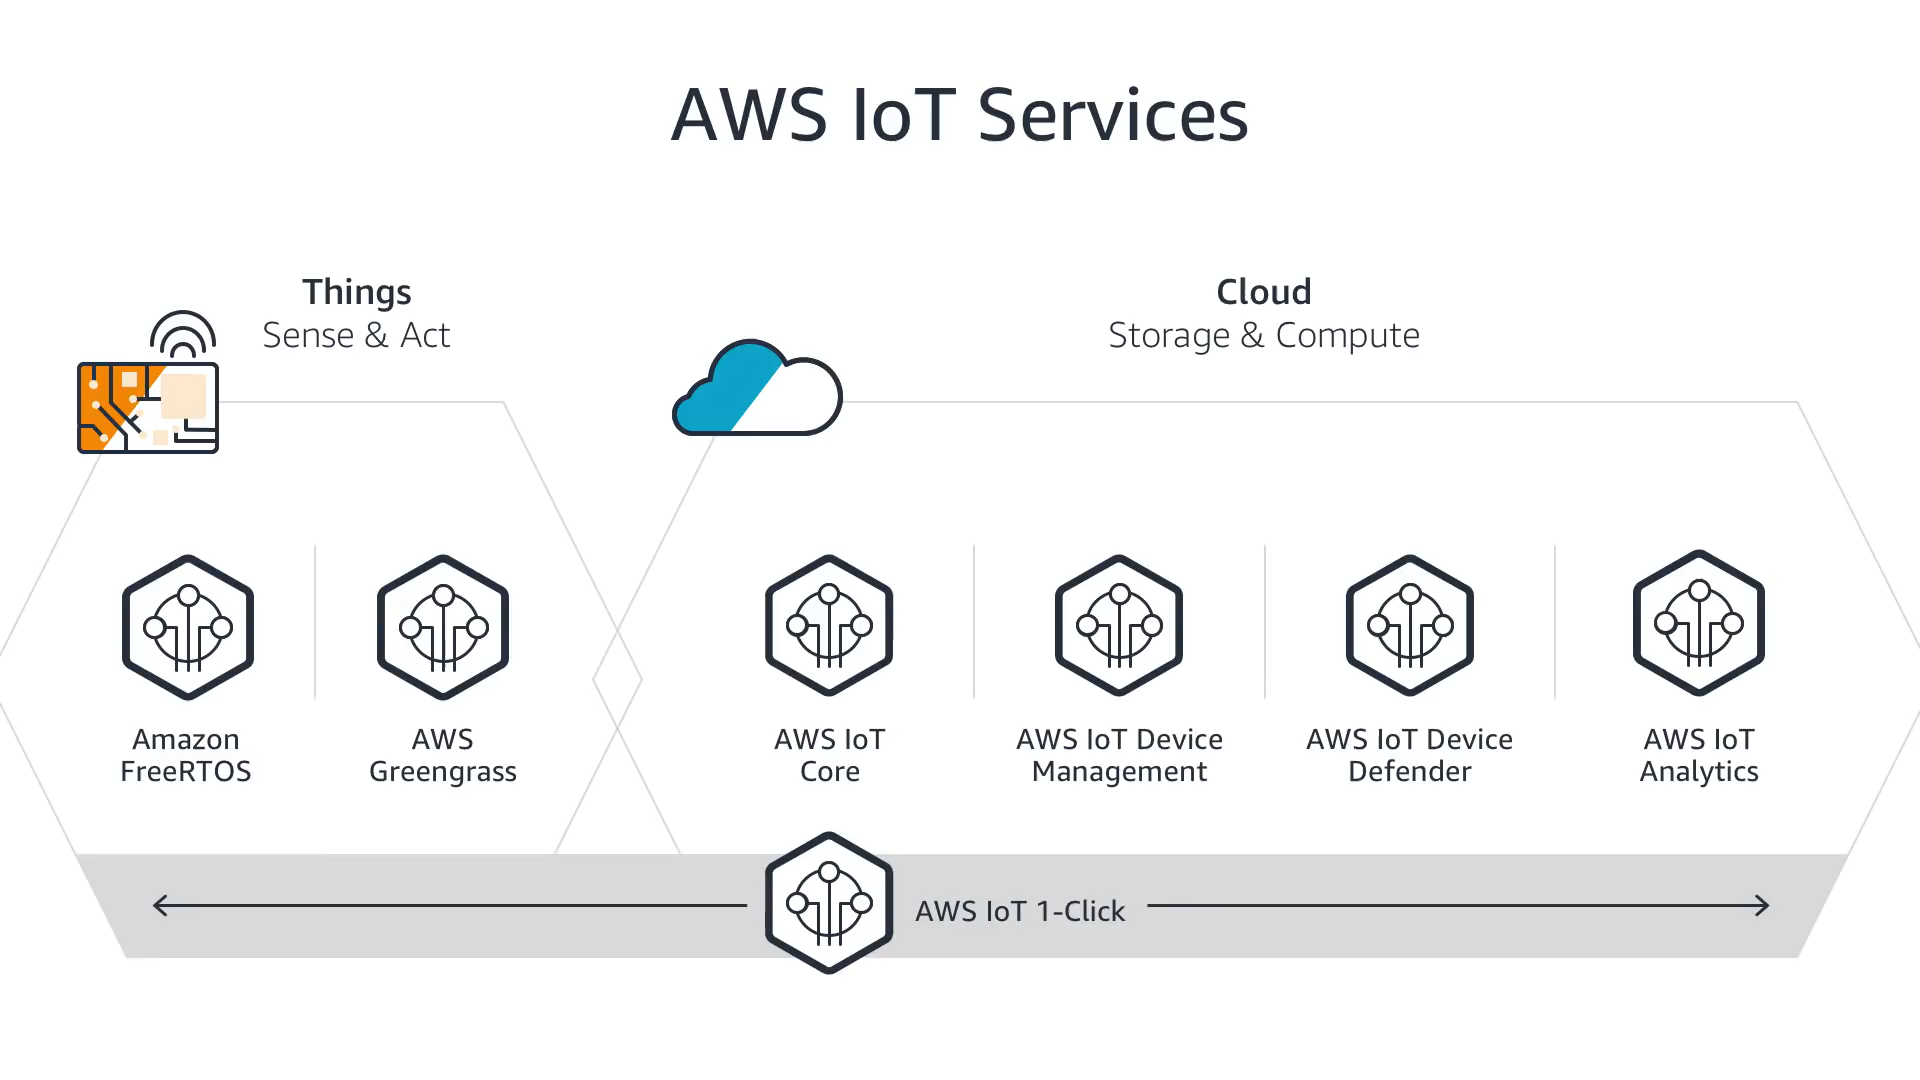 AWS IoT Services
Things
Sense & Act
Cloud
Storage & Compute
Amazon
FreeRTOS
AWS
Greengrass
AWS IoT
Core
AWS IoT Device
Management
AWS IoT Device
Defender
AWS IoT
Analytics
AWS IoT 1-Click